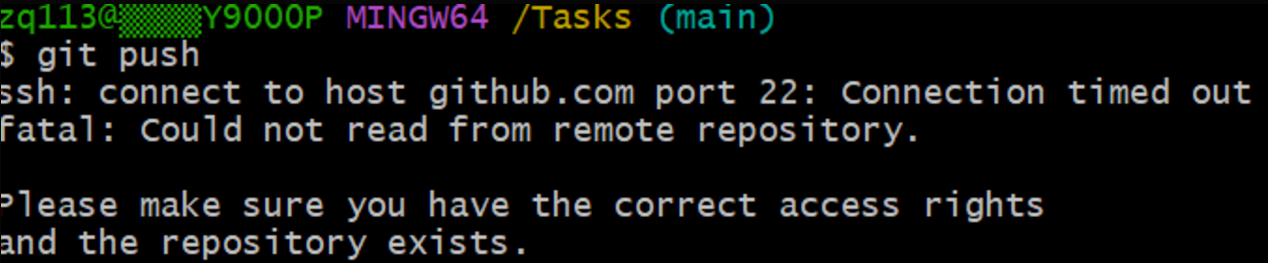 zq113@▒▒▒▒Y9000P MINGW64 /Tasks (main)
$ git push
ssh: connect to host github.com port 22: Connection timed out
fatal: Could not read from remote repository.
Please make sure you have the correct access rights
and the repository exists.